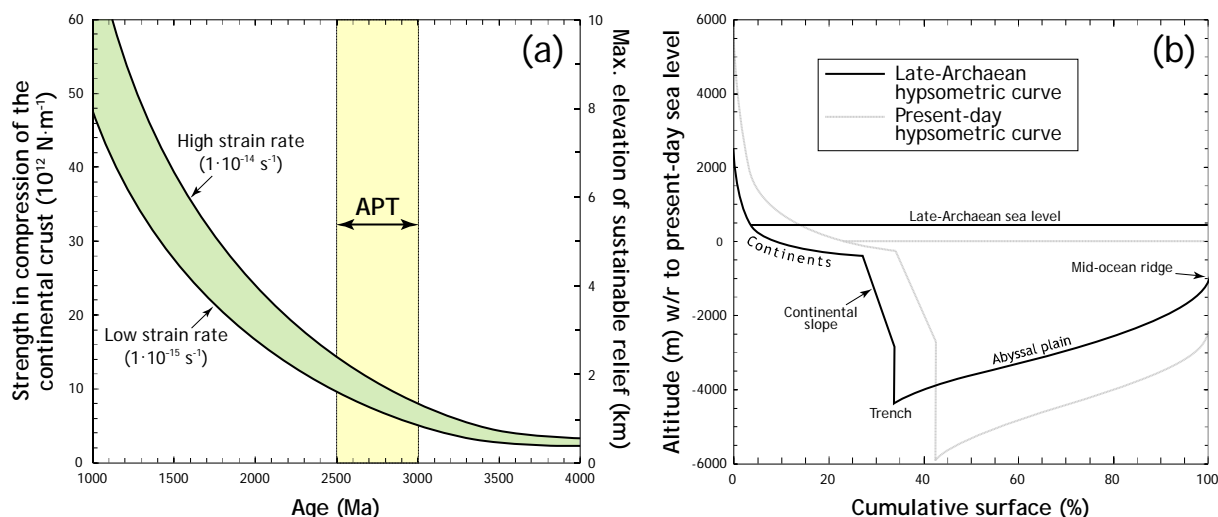 Strength in compression of the
continental crust (10¹² N·m⁻¹)
60
50
40
30
20
10
0
(a)
High strain rate
(1·10⁻¹⁴ s⁻¹)
APT
Low strain rate
(1·10⁻¹⁵ s⁻¹)
10
8
6
4
2
0
Max. elevation of sustainable relief (km)
1000
1500
2000
2500
3000
3500
4000
Age (Ma)
Altitude (m) w/r to present-day sea level
6000
4000
2000
0
-2000
-4000
-6000
(b)
Late-Archaean
hypsometric curve
Present-day
hypsometric curve
Late-Archaean sea level
Continents
Mid-ocean ridge
Continental
slope
Abyssal plain
Trench
0
20
40
60
80
100
Cumulative surface (%)